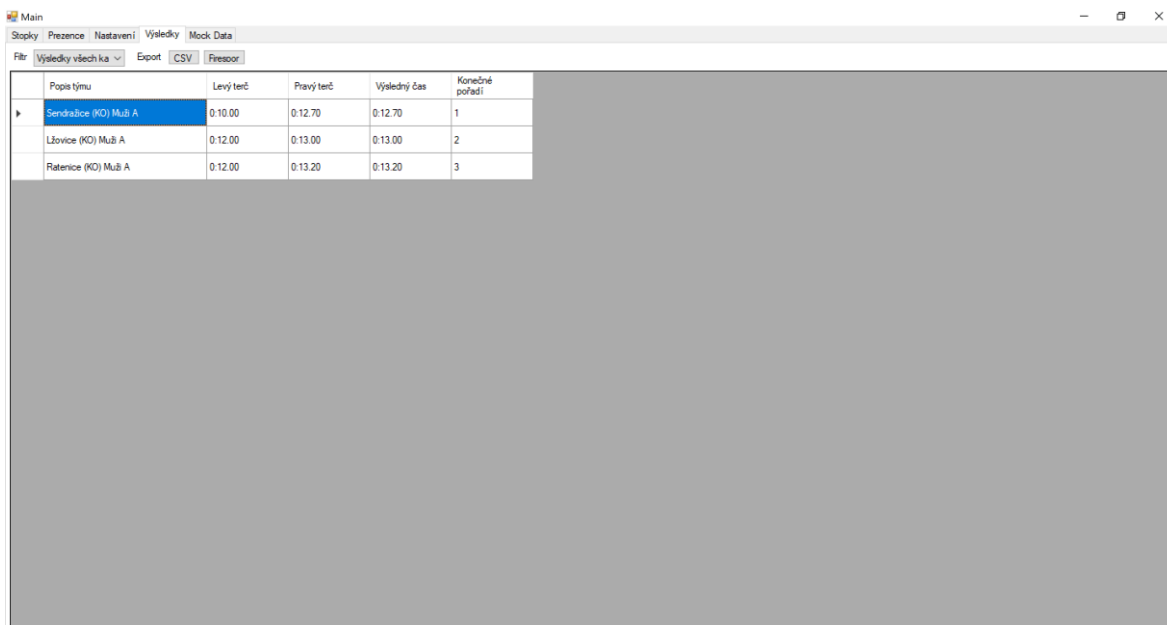 Main
Stopky Prezence Nastavení Výsledky Mock Data
Filtr Výsledky všech ka Export CSV Firespor
Popis týmu Levý terč Pravý terč Výsledný čas Konečné
pořadí
Sendražice (KO) Muži A 0:10.00 0:12.70 0:12.70 1
Lžovice (KO) Muži A 0:12.00 0:13.00 0:13.00 2
Ratenice (KO) Muži A 0:12.00 0:13.20 0:13.20 3